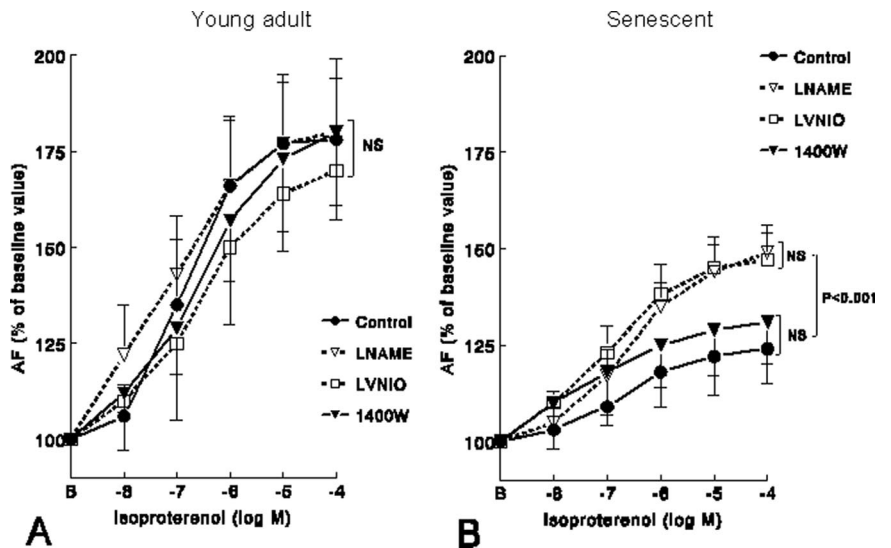 Young adult
200
175
150
125
100
AF (% of baseline value)
NS
Control
LNAME
LVNIO
1400W
B -8 -7 -6 -5 -4
Isoproterenol (log M)
A
Senescent
200
175
150
125
100
AF (% of baseline value)
Control
LNAME
LVNIO
1400W
NS
P<0.001
NS
B -8 -7 -6 -5 -4
Isoproterenol (log M)
B